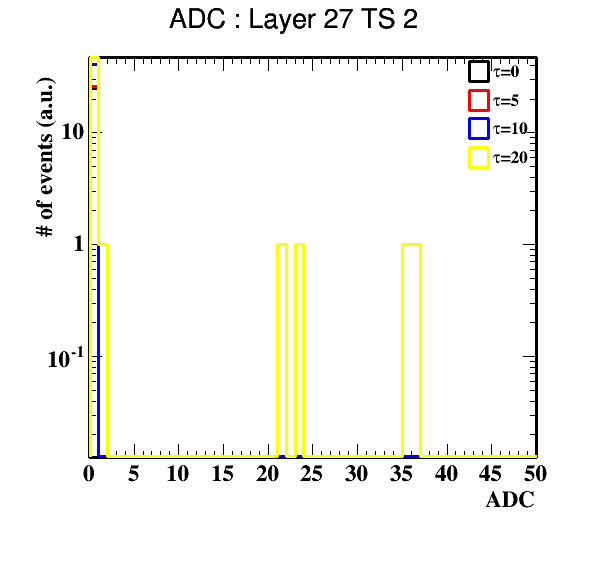 ADC : Layer 27 TS 2
# of events (a.u.)
10
1
10-1
τ=0
τ=5
τ=10
τ=20
0 5 10 15 20 25 30 35 40 45 50
ADC